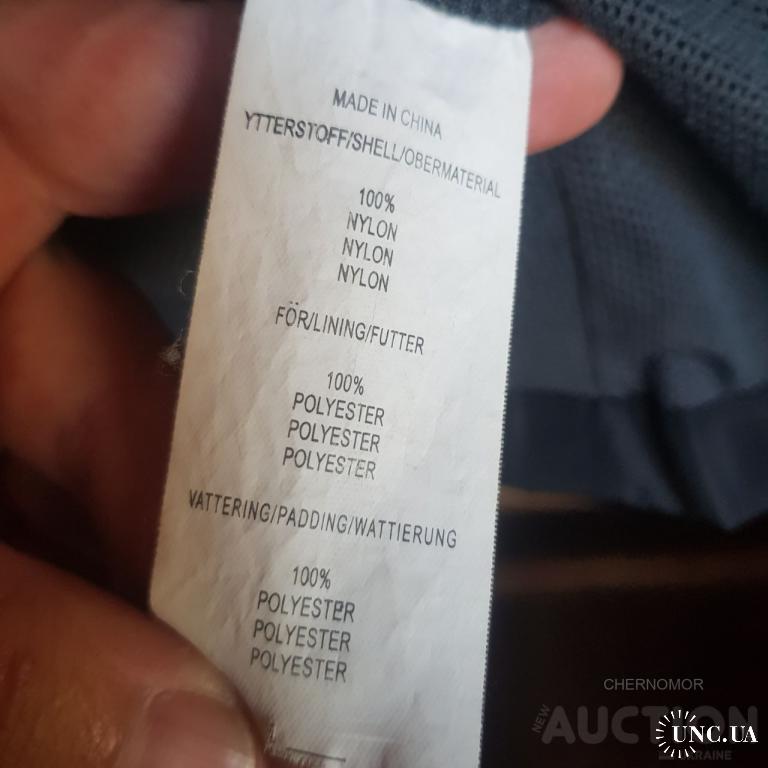 MADE IN CHINA
YTTERSTOFF/SHELL/OBERMATERIAL
100%
NYLON
NYLON
NYLON
FÖR/LINING/FUTTER
100%
POLYESTER
POLYESTER
POLYESTER
VATTERING/PADDING/WATTIERUNG
100%
POLYESTER
POLYESTER
POLYESTER
CHERNOMOR
NEW
AUCTION
UNC.UA
UKRAINE